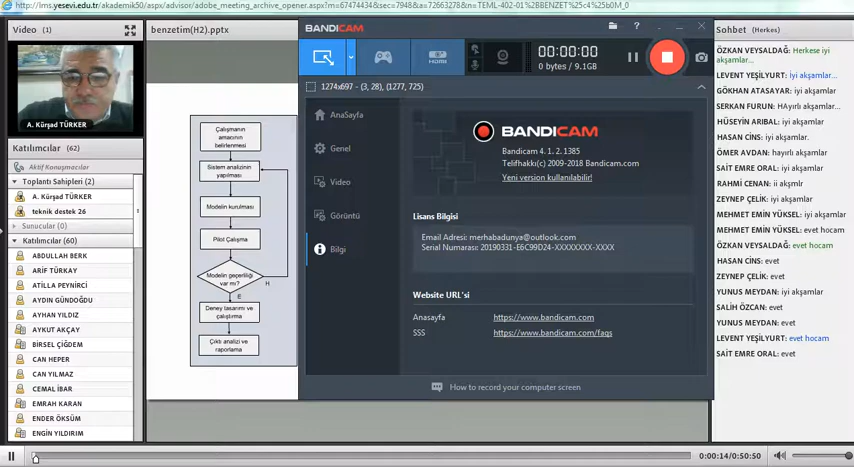 http://lms.yesevi.edu.tr/akademik50/aspx/advisor/adobe_meeting_archive_opener.aspx?m=67474434&sec=7948&a=72663278&n=TEML-402-01%2BBENZET%25c4%25b0M_0
Video (1)
A. Kürşad TÜRKER
Katılımcılar (62)
Aktif Konuşmacılar
Toplantı Sahipleri (2)
A. Kürşad TÜRKER
teknik destek 26
Sunucular (0)
Katılımcılar (60)
ABDULLAH BERK
ARİF TÜRKAY
ATİLLA PEYNİRCİ
AYDIN GÜNDOĞDU
AYHAN YILDIZ
AYKUT AKÇAY
BİRSEL ÇİĞDEM
CAN HEPER
CAN YILMAZ
CEMAL İBAR
EMRAH KARAN
ENDER ÖKSÜM
ENGİN YILDIRIM
benzetim(H2).pptx
Çalışmanın
amacının
belirlenmesi
Sistem analizinin
yapılması
Modelin kurulması
Pilot Çalışma
Modelin geçerliliği
var mı?
H
E
Deney tasarımı ve
çalıştırma
Çıktı analizi ve
raporlama
BANDICAM
HDMI
00:00:00
0 bytes / 9.1GB
1274x697 - (3, 28), (1277, 725)
AnaSayfa
Genel
Video
Görüntü
Bilgi
BANDICAM
Bandicam 4. 1. 2. 1385
Telifhakkı(c) 2009-2018 Bandicam.com
Yeni version kullanılabilir!
Lisans Bilgisi
Email Adresi: merhabadunya@outlook.com
Serial Numarası: 20190331-E6C99D24-XXXXXXXX-XXXX
Website URL'si
Anasayfa https://www.bandicam.com
SSS https://www.bandicam.com/faqs
How to record your computer screen
Sohbet (Herkes)
ÖZKAN VEYSALDAĞ: Herkese iyi
akşamlar...
LEVENT YEŞİLYURT: iyi akşamlar...
GÖKHAN ATASAYAR: iyi akşamlar
SERKAN FURUN: HAyırlı akşamlar
HÜSEYİN ARIBAL: iyi akşamlar
HASAN CİNS: iyi akşamlar.
ÖMER AVDAN: hayırlı akşamlar
SAİT EMRE ORAL: iyi akşamlar
RAHMİ CENAN: ii akşmlr
ZEYNEP ÇELİK: iyi akşamlar
MEHMET EMİN YÜKSEL: iyi akşamlar
MEHMET EMİN YÜKSEL: evet hocam
ÖZKAN VEYSALDAĞ: evet hocam
HASAN CİNS: evet
ZEYNEP ÇELİK: evet
YUNUS MEYDAN: iyi akşamlar
SALİH ÖZCAN: evet
YUNUS MEYDAN: evet
LEVENT YEŞİLYURT: evet hocam
SAİT EMRE ORAL: evet
0:00:14/0:50:50